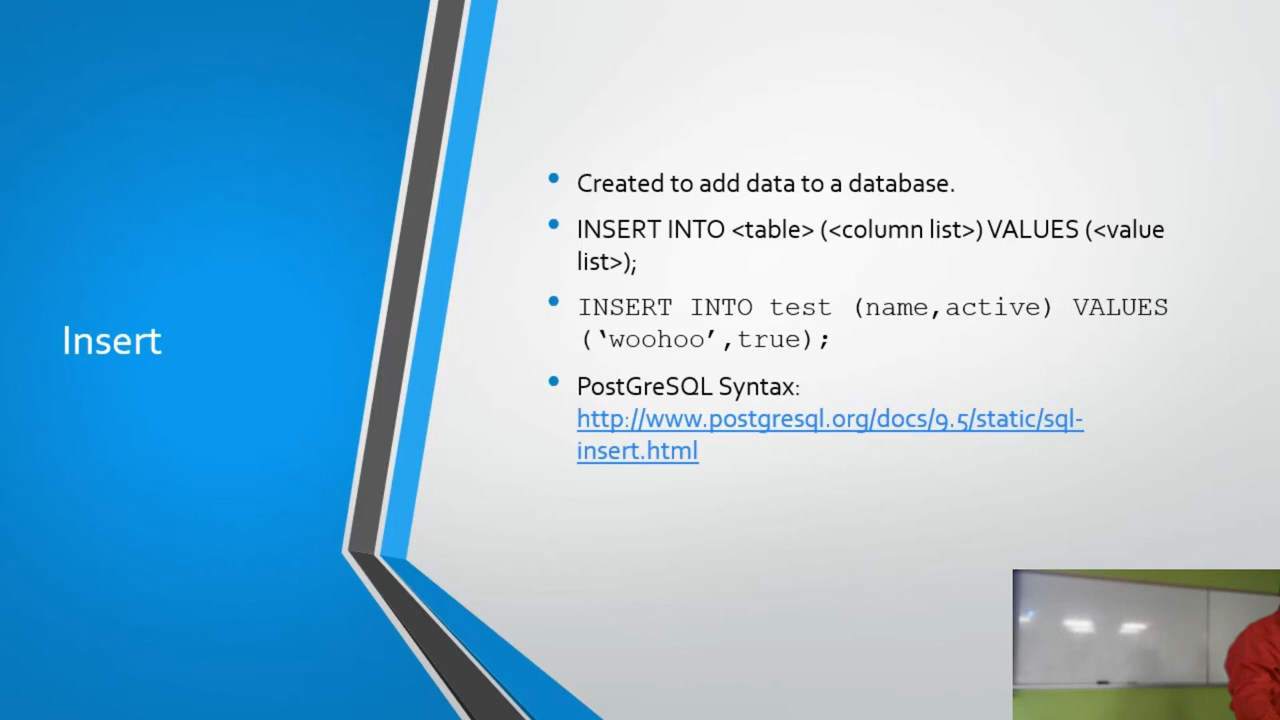 Insert
Created to add data to a database.
INSERT INTO <table> (<column list>) VALUES (<value
list>);
INSERT INTO test (name,active) VALUES
(‘woohoo’,true);
PostGreSQL Syntax:
http://www.postgresql.org/docs/9.5/static/sql-
insert.html